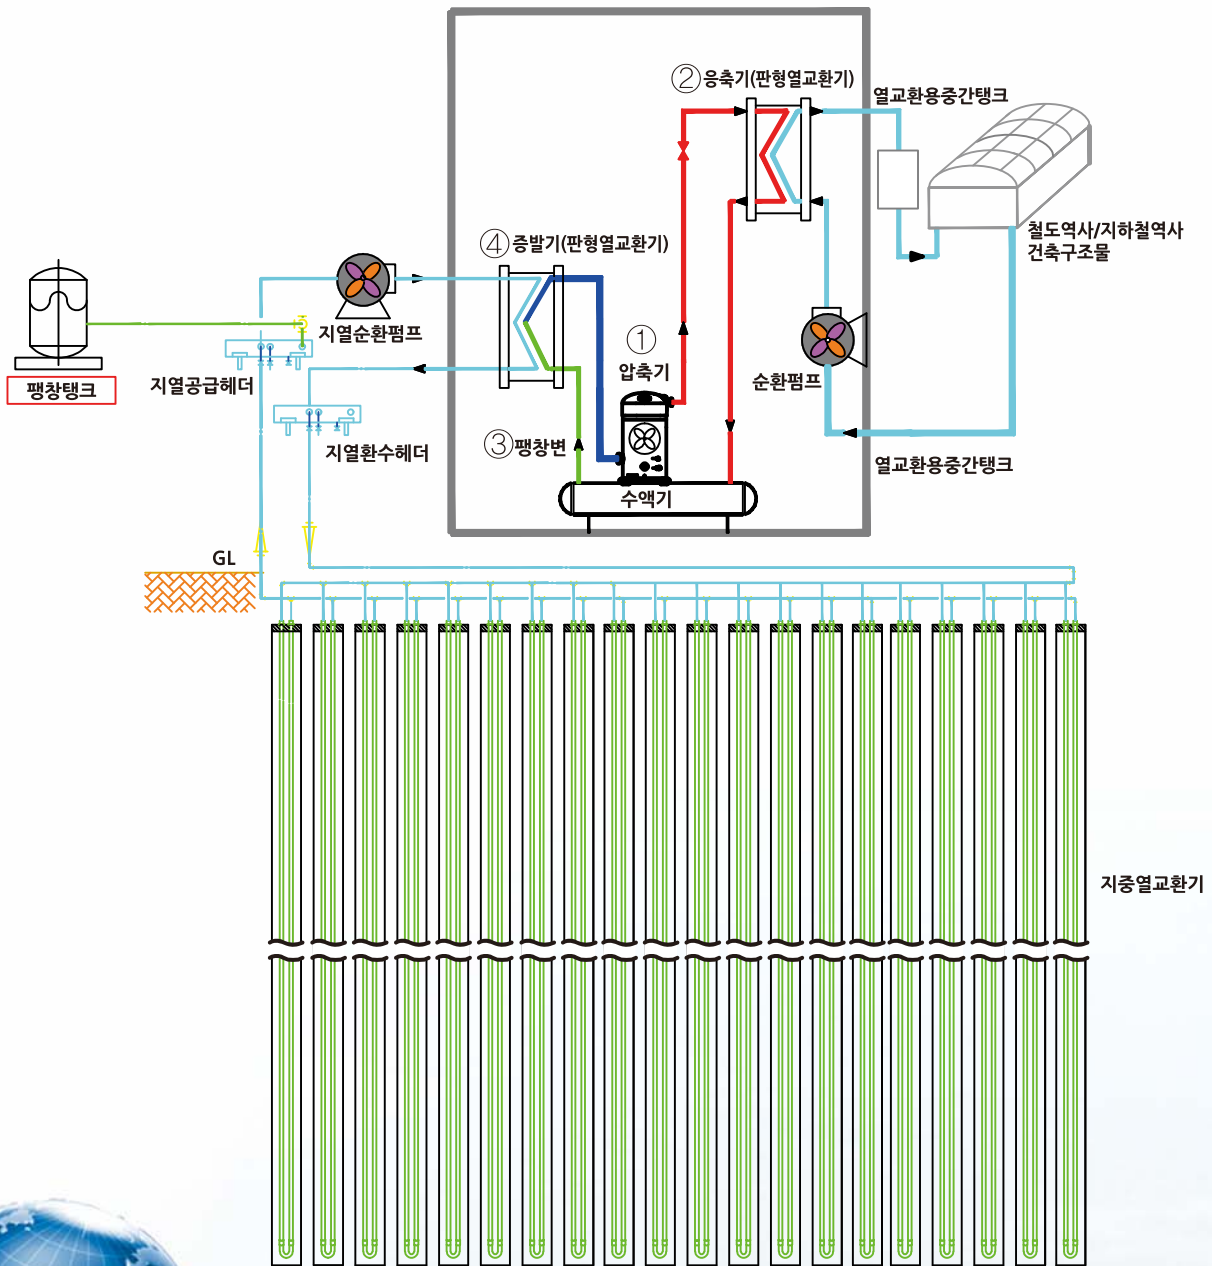 ② 응축기(판형열교환기)
열교환용중간탱크
철도역사/지하철역사
건축구조물
④ 증발기(판형열교환기)
지열순환펌프
①
압축기
순환펌프
팽창탱크
지열공급헤더
지열환수헤더
③ 팽창변
열교환용중간탱크
수액기
GL
지중열교환기